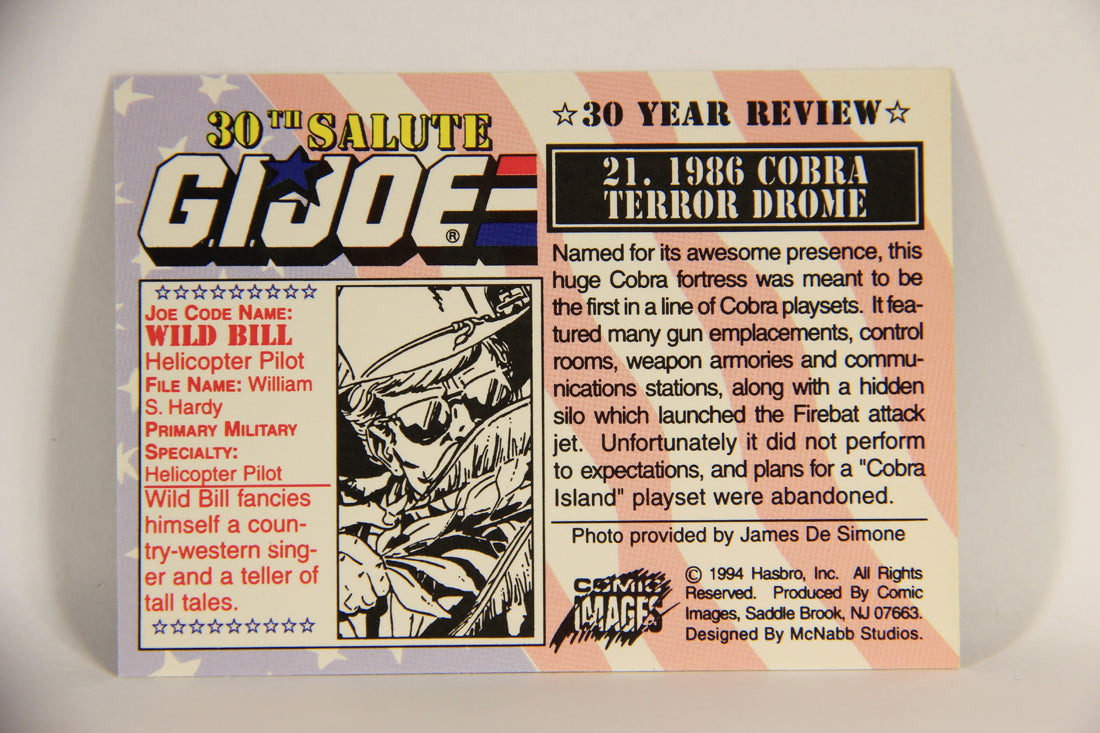 30TH SALUTE
G.I. JOE ®
☆☆☆☆☆☆☆☆☆
JOE CODE NAME:
WILD BILL
Helicopter Pilot
FILE NAME: William
S. Hardy
PRIMARY MILITARY
SPECIALTY:
Helicopter Pilot
Wild Bill fancies
himself a coun-
try-western sing-
er and a teller of
tall tales.
☆☆☆☆☆☆☆☆☆
☆30 YEAR REVIEW☆
21. 1986 COBRA
TERROR DROME
Named for its awesome presence, this
huge Cobra fortress was meant to be
the first in a line of Cobra playsets. It fea-
tured many gun emplacements, control
rooms, weapon armories and commu-
nications stations, along with a hidden
silo which launched the Firebat attack
jet. Unfortunately it did not perform
to expectations, and plans for a "Cobra
Island" playset were abandoned.
Photo provided by James De Simone
COMIC
IMAGES
© 1994 Hasbro, Inc. All Rights
Reserved. Produced By Comic
Images, Saddle Brook, NJ 07663.
Designed By McNabb Studios.